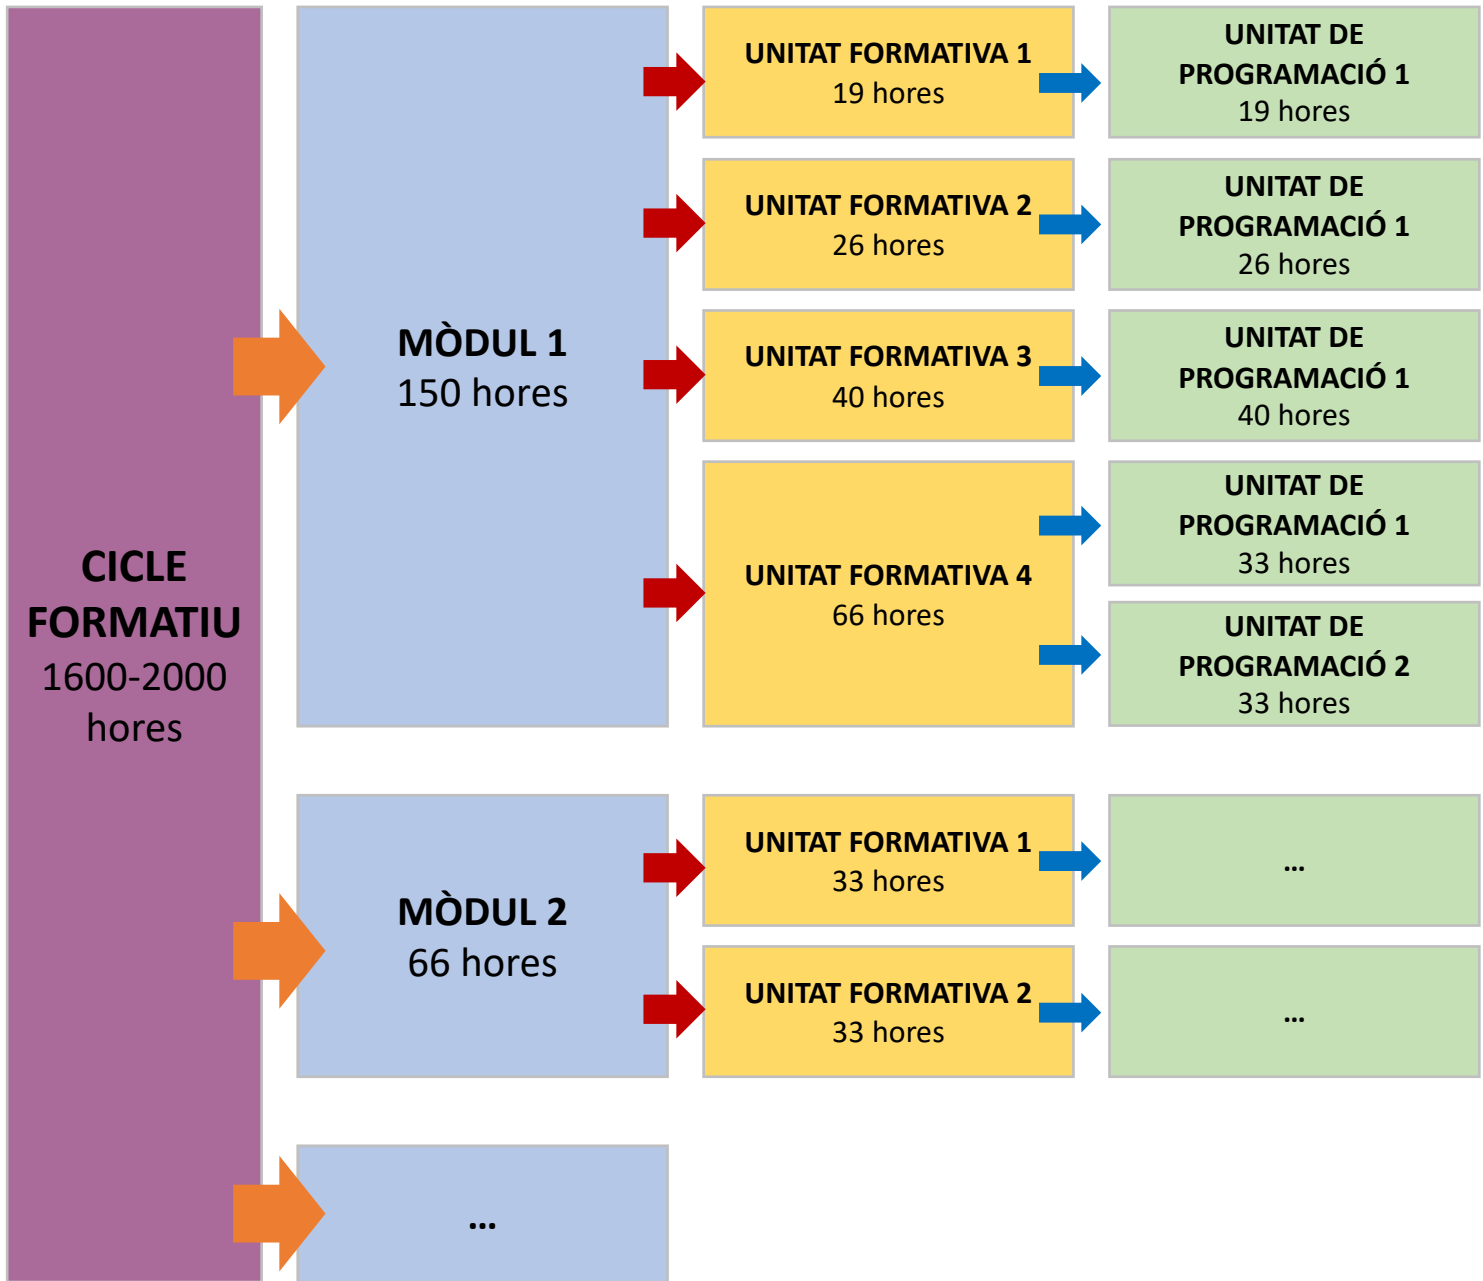 CICLE
FORMATIU
1600-2000
hores
MÒDUL 1
150 hores
UNITAT FORMATIVA 1
19 hores
UNITAT DE
PROGRAMACIÓ 1
19 hores
UNITAT FORMATIVA 2
26 hores
UNITAT DE
PROGRAMACIÓ 1
26 hores
UNITAT FORMATIVA 3
40 hores
UNITAT DE
PROGRAMACIÓ 1
40 hores
UNITAT FORMATIVA 4
66 hores
UNITAT DE
PROGRAMACIÓ 1
33 hores
UNITAT DE
PROGRAMACIÓ 2
33 hores
MÒDUL 2
66 hores
UNITAT FORMATIVA 1
33 hores
...
UNITAT FORMATIVA 2
33 hores
...
...